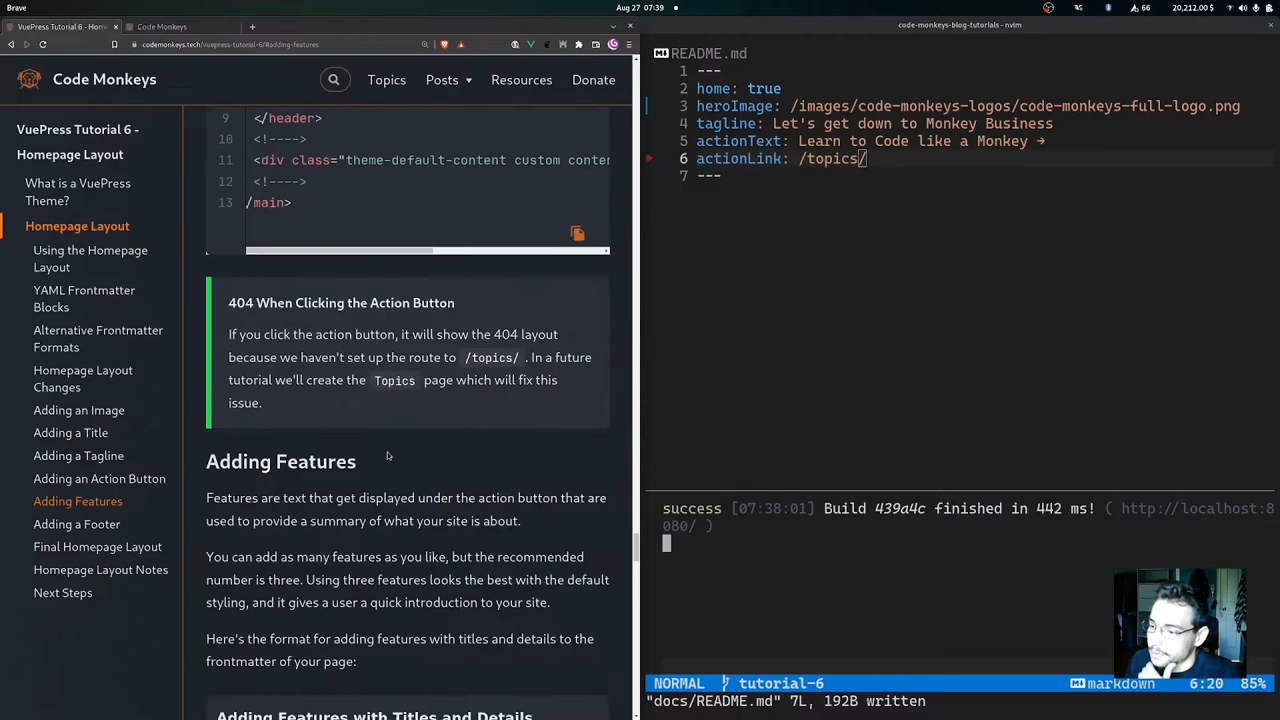 Brave
Aug 27 07:39
66
20,212.00
VuePress Tutorial 6 - Hom
Code Monkeys
codemonkeys.tech/vuepress-tutorial-6/#adding-features
Code Monkeys
Topics
Posts
Resources
Donate
VuePress Tutorial 6 -
Homepage Layout
What is a VuePress
Theme?
Homepage Layout
Using the Homepage
Layout
YAML Frontmatter
Blocks
Alternative Frontmatter
Formats
Homepage Layout
Changes
Adding an Image
Adding a Title
Adding a Tagline
Adding an Action Button
Adding Features
Adding a Footer
Final Homepage Layout
Homepage Layout Notes
Next Steps
9 </header>
10 <!---->
11 <div class="theme-default-content custom conten
12 <!---->
13 /main>
404 When Clicking the Action Button
If you click the action button, it will show the 404 layout
because we haven't set up the route to /topics/ . In a future
tutorial we'll create the Topics page which will fix this
issue.
Adding Features
Features are text that get displayed under the action button that are
used to provide a summary of what your site is about.
You can add as many features as you like, but the recommended
number is three. Using three features looks the best with the default
styling, and it gives a user a quick introduction to your site.
Here's the format for adding features with titles and details to the
frontmatter of your page:
Adding Features with Titles and Details
code-monkeys-blog-tutorials - nvim
README.md
1 ---
2 home: true
3 heroImage: /images/code-monkeys-logos/code-monkeys-full-logo.png
4 tagline: Let's get down to Monkey Business
5 actionText: Learn to Code like a Monkey →
6 actionLink: /topics/
7 ---
success [07:38:01] Build 439a4c finished in 442 ms! ( http://localhost:8
080/ )
NORMAL tutorial-6 markdown 6:20 85%
"docs/README.md" 7L, 192B written